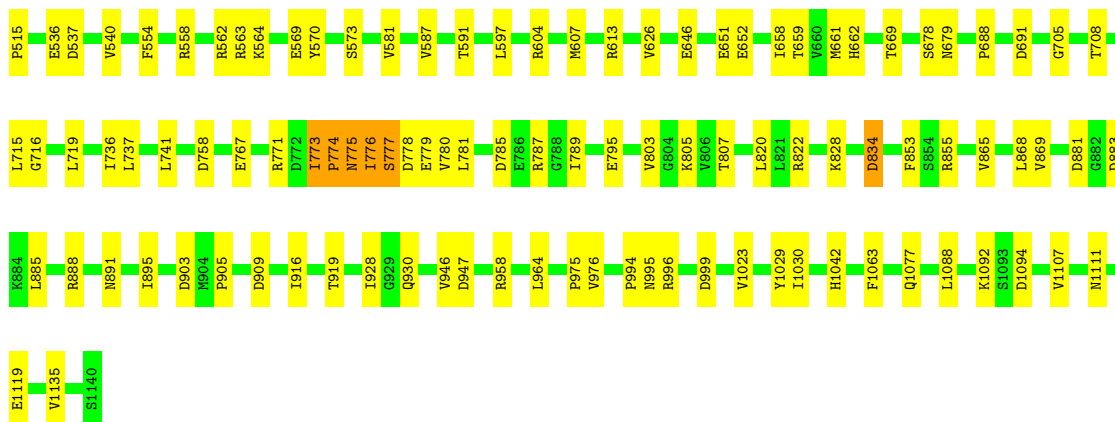 P515 E536 D537 V540 F554 R558 R562 R563 K564 E569 Y570 S573 V581 V587 T591 L597 R604 M607 R613 V626 E646 E651 E652 I658 T659 V660 M661 H662 T669 S678 N679 P688 D691 G705 T708
L715 G716 L719 I736 L737 L741 D758 E767 R771 D772 I773 P774 N775 I776 S777 D778 E779 V780 L781 D785 E786 R787 G788 I789 E795 V803 G804 K805 V806 T807 L820 L821 R822 K828 D834 F853 S854 R855 V865 L868 V869 D881 G882
K884 L885 R888 N891 I895 D903 M904 P905 D909 I916 T919 I928 G929 Q930 V946 D947 R958 L964 P975 V976 P994 N995 R996 D999 V1023 Y1029 I1030 H1042 F1063 Q1077 L1088 K1092 S1093 D1094 V1107 N1111
E1119 V1135 S1140